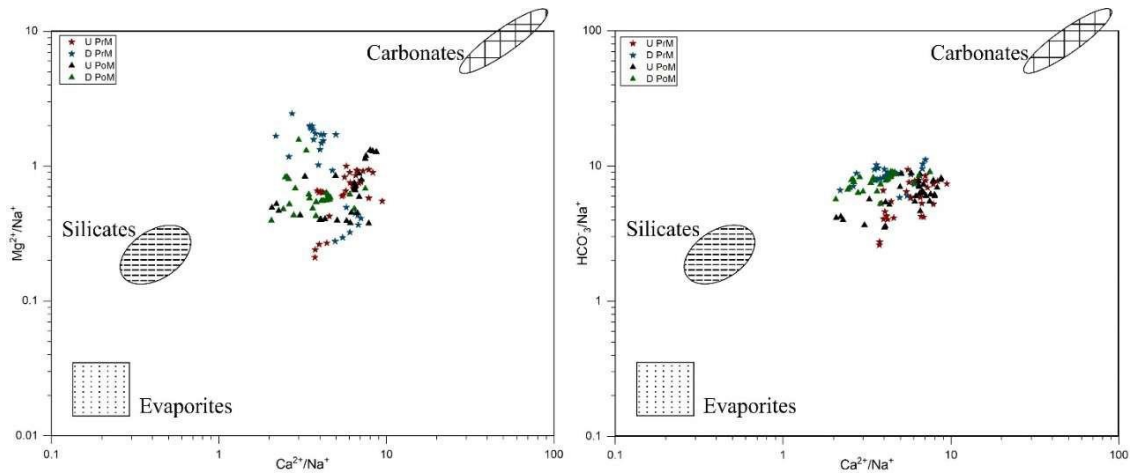 10
1
0.1
0.01
Mg²⁺/Na⁺
U PrM
D PrM
U PoM
D PoM
Carbonates
Silicates
Evaporites
0.1
1
10
100
Ca²⁺/Na⁺
100
10
1
0.1
HCO⁻₃/Na⁺
U PrM
D PrM
U PoM
D PoM
Carbonates
Silicates
Evaporites
0.1
1
10
100
Ca²⁺/Na⁺